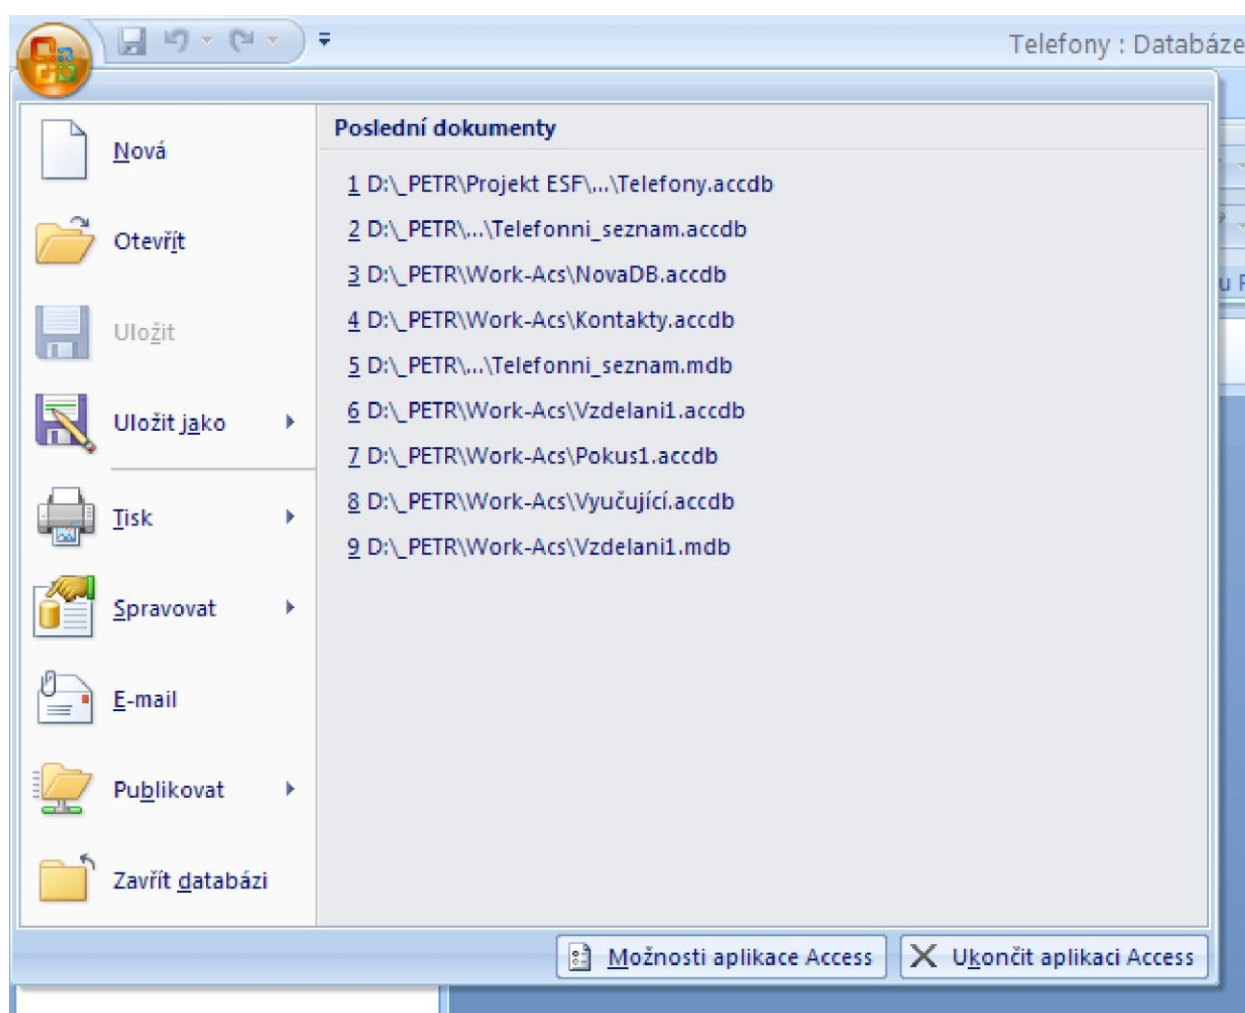 Telefony : Databáze
Nová
Otevřít
Uložit
Uložit jako
Tisk
Spravovat
E-mail
Publikovat
Zavřít databázi
Poslední dokumenty
1 D:\_PETR\Projekt ESF\...\Telefony.accdb
2 D:\_PETR\...\Telefonni_seznam.accdb
3 D:\_PETR\Work-Acs\NovaDB.accdb
4 D:\_PETR\Work-Acs\Kontakty.accdb
5 D:\_PETR\...\Telefonni_seznam.mdb
6 D:\_PETR\Work-Acs\Vzdelani1.accdb
7 D:\_PETR\Work-Acs\Pokus1.accdb
8 D:\_PETR\Work-Acs\Vyučující.accdb
9 D:\_PETR\Work-Acs\Vzdelani1.mdb
Možnosti aplikace Access
Ukončit aplikaci Access